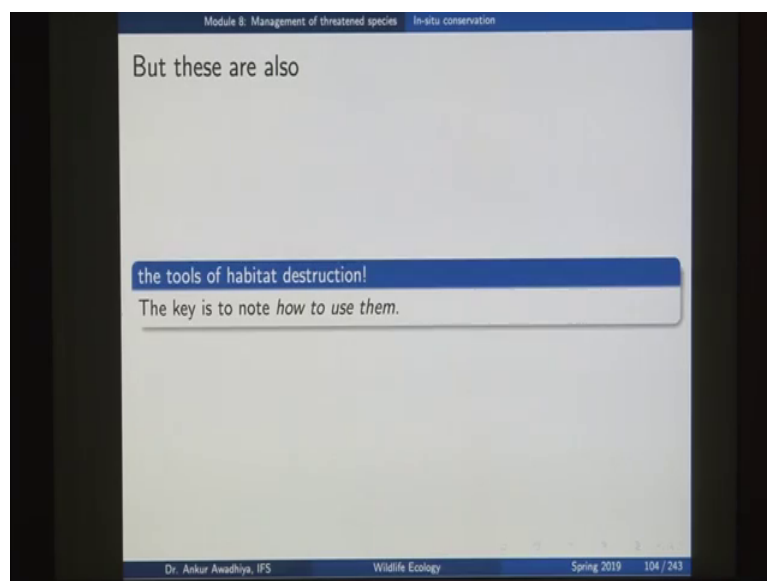 Module 8: Management of threatened species In-situ conservation
But these are also
the tools of habitat destruction!
The key is to note how to use them.
Dr. Ankur Awadhiya, IFS Wildlife Ecology Spring 2019 104 / 243